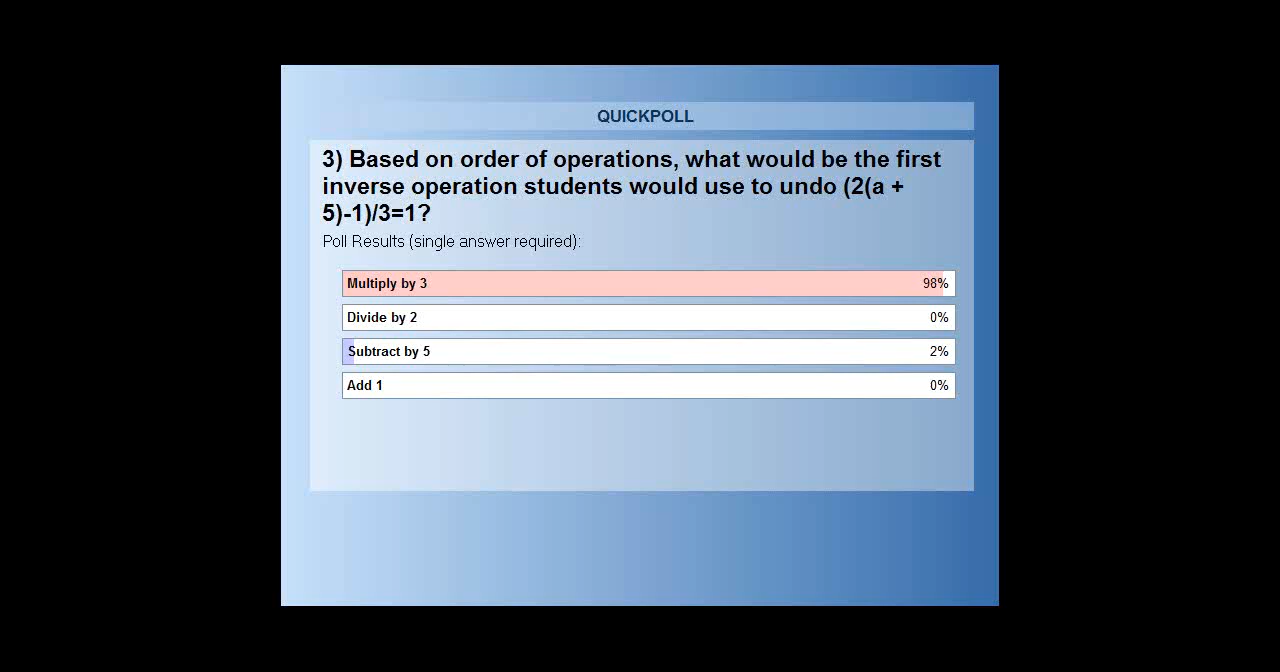 QUICKPOLL
3) Based on order of operations, what would be the first
inverse operation students would use to undo (2(a +
5)-1)/3=1?
Poll Results (single answer required):
Multiply by 3 98%
Divide by 2 0%
Subtract by 5 2%
Add 1 0%